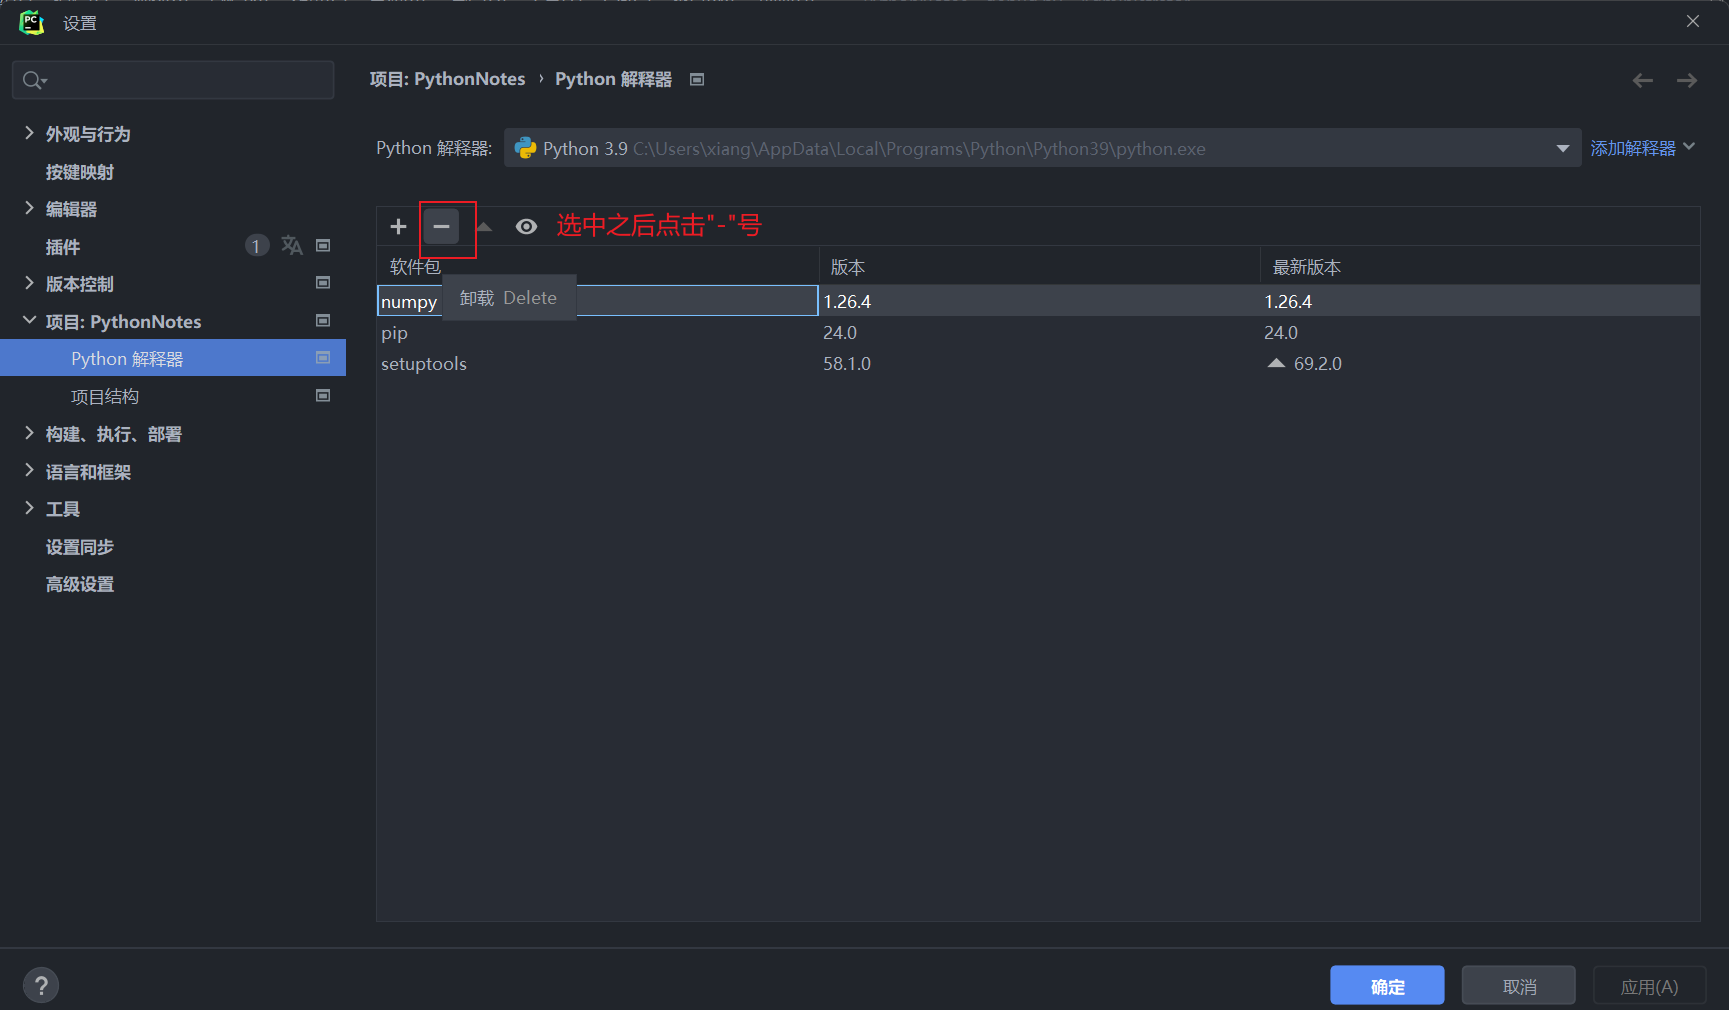 设置
项目: PythonNotes › Python 解释器
外观与行为
按键映射
编辑器
插件 1
版本控制
项目: PythonNotes
Python 解释器
项目结构
构建、执行、部署
语言和框架
工具
设置同步
高级设置
Python 解释器: Python 3.9 C:\Users\xiang\AppData\Local\Programs\Python\Python39\python.exe 添加解释器
选中之后点击"-"号
软件包 版本 最新版本
卸载 Delete
numpy 1.26.4 1.26.4
pip 24.0 24.0
setuptools 58.1.0 69.2.0
? 确定 取消 应用(A)